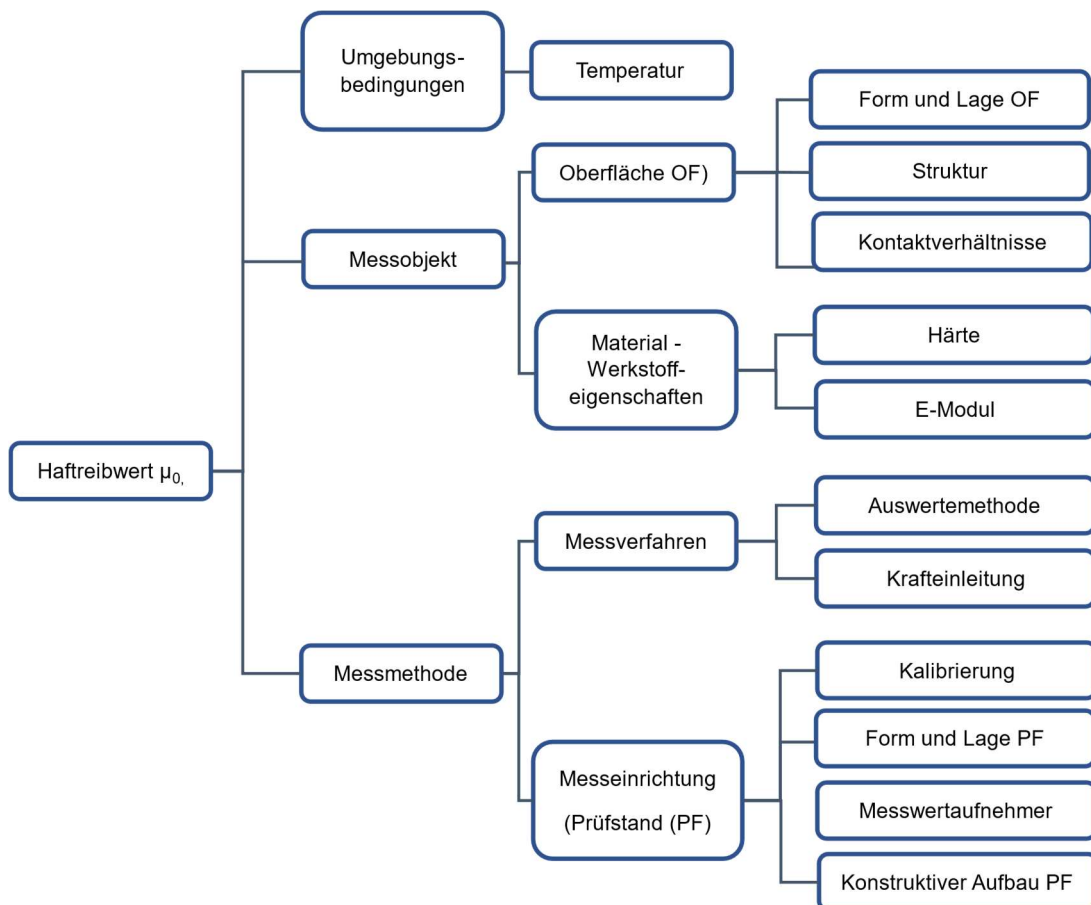 Umgebungs-
bedingungen
Temperatur
Form und Lage OF
Oberfläche OF)
Struktur
Kontaktverhältnisse
Messobjekt
Material -
Werkstoff-
eigenschaften
Härte
E-Modul
Haftreibwert μ0,
Auswertemethode
Messverfahren
Krafteinleitung
Messmethode
Kalibrierung
Form und Lage PF
Messeinrichtung
(Prüfstand (PF)
Messwertaufnehmer
Konstruktiver Aufbau PF